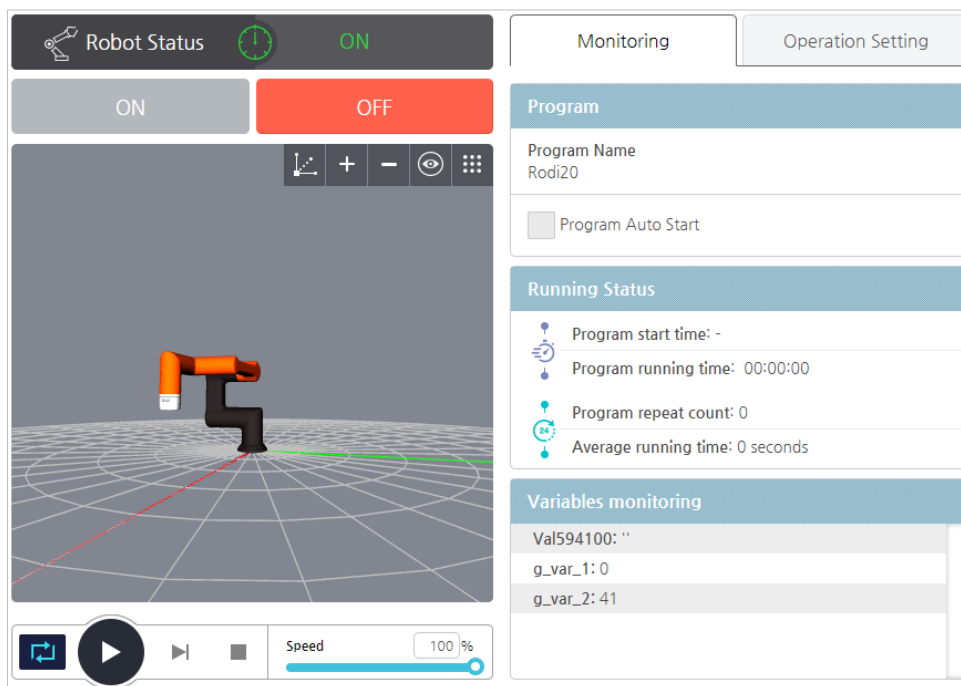 Robot Status ON
Monitoring
Operation Setting
ON
OFF
Program
Program Name
Rodi20
Program Auto Start
Running Status
Program start time: -
Program running time: 00:00:00
24
Program repeat count: 0
Average running time: 0 seconds
Variables monitoring
Val594100: ''
g_var_1: 0
g_var_2: 41
Speed
100 %